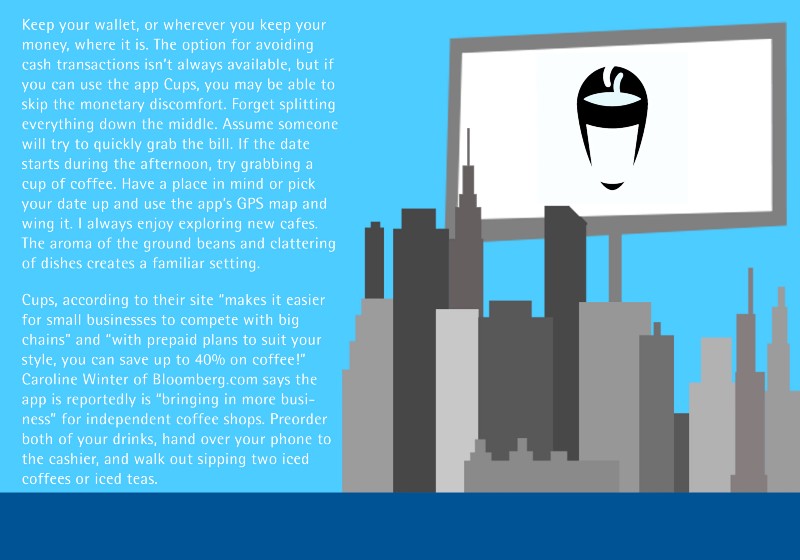 Keep your wallet, or wherever you keep your
money, where it is. The option for avoiding
cash transactions isn't always available, but if
you can use the app Cups, you may be able to
skip the monetary discomfort. Forget splitting
everything down the middle. Assume someone
will try to quickly grab the bill. If the date
starts during the afternoon, try grabbing a
cup of coffee. Have a place in mind or pick
your date up and use the app's GPS map and
wing it. I always enjoy exploring new cafes.
The aroma of the ground beans and clattering
of dishes creates a familiar setting.
Cups, according to their site "makes it easier
for small businesses to compete with big
chains" and "with prepaid plans to suit your
style, you can save up to 40% on coffee!"
Caroline Winter of Bloomberg.com says the
app is reportedly is "bringing in more busi-
ness" for independent coffee shops. Preorder
both of your drinks, hand over your phone to
the cashier, and walk out sipping two iced
coffees or iced teas.